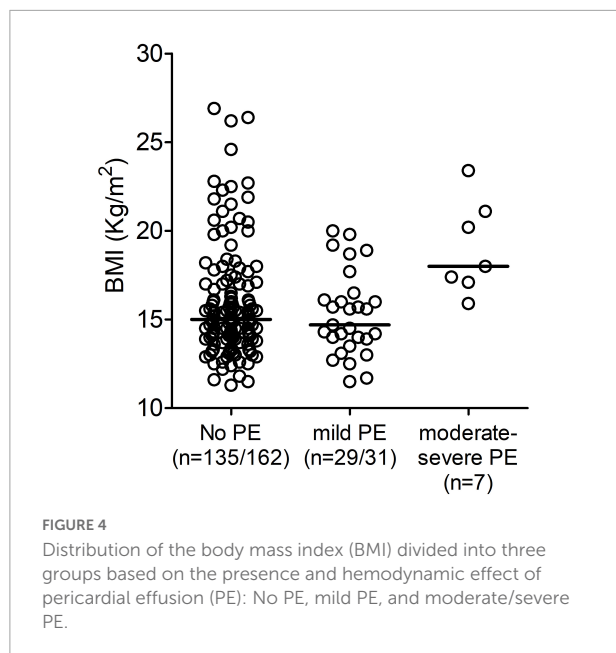 30
25
20
15
10
BMI (Kg/m²)
No PE
(n=135/162)
mild PE
(n=29/31)
moderate-
severe PE
(n=7)
FIGURE 4
Distribution of the body mass index (BMI) divided into three
groups based on the presence and hemodynamic effect of
pericardial effusion (PE): No PE, mild PE, and moderate/severe
PE.